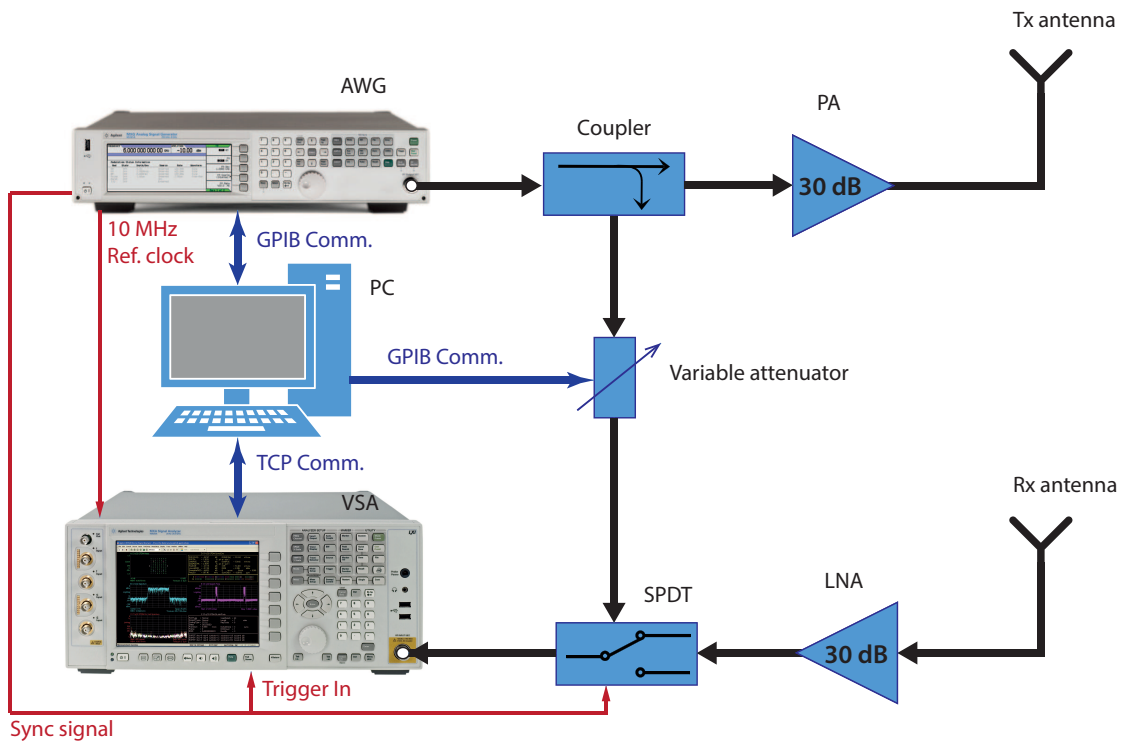 Tx antenna
AWG
PA
Coupler
30 dB
10 MHz
Ref. clock
GPIB Comm.
PC
GPIB Comm.
Variable attenuator
TCP Comm.
VSA
Rx antenna
SPDT
LNA
30 dB
Trigger In
Sync signal